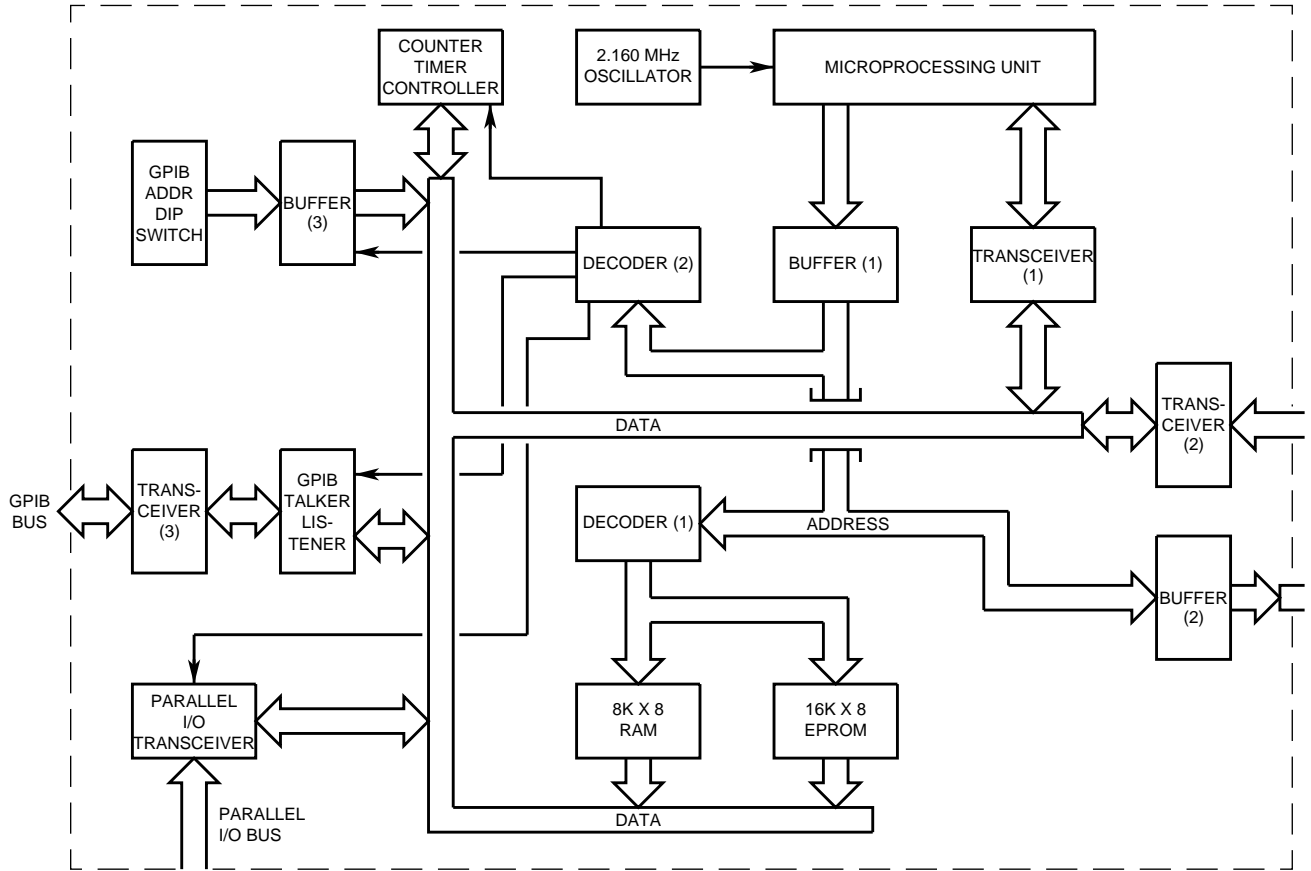 COUNTER
TIMER
CONTROLLER
2.160 MHz
OSCILLATOR
MICROPROCESSING UNIT
GPIB
ADDR
DIP
SWITCH
BUFFER
(3)
DECODER (2)
BUFFER (1)
TRANSCEIVER
(1)
DATA
TRANS-
CEIVER
(2)
GPIB
BUS
TRANS-
CEIVER
(3)
GPIB
TALKER
LIS-
TENER
DECODER (1)
ADDRESS
BUFFER
(2)
PARALLEL
I/O
TRANSCEIVER
8K X 8
RAM
16K X 8
EPROM
PARALLEL
I/O BUS
DATA